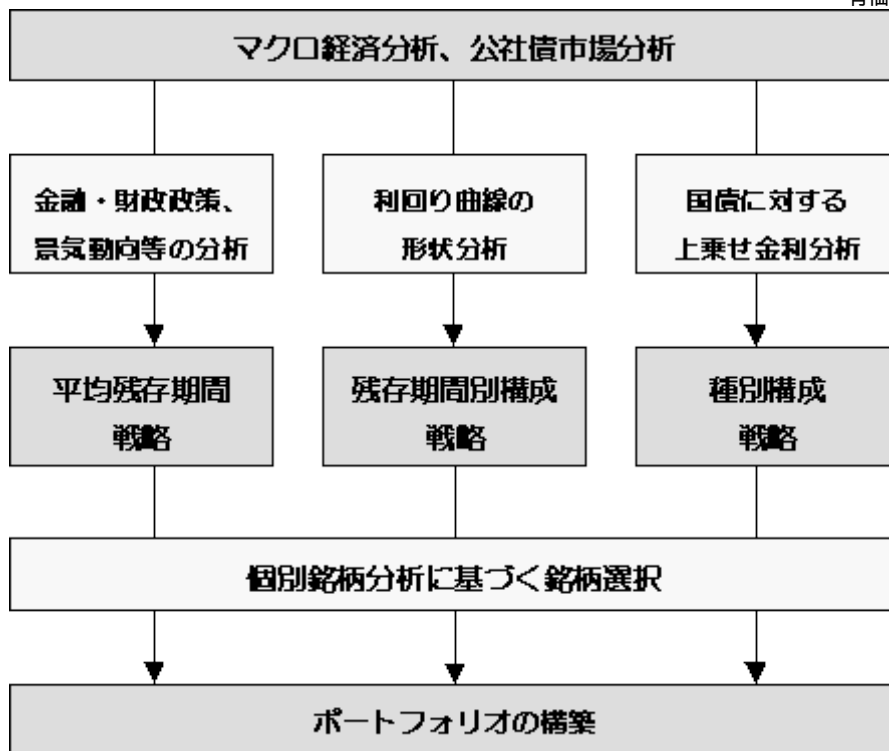 マクロ経済分析、公社債市場分析
金融・財政政策、
景気動向等の分析
利回り曲線の
形状分析
国債に対する
上乗せ金利分析
平均残存期間
戦略
残存期間別構成
戦略
種別構成
戦略
個別銘柄分析に基づく銘柄選択
ポートフォリオの構築